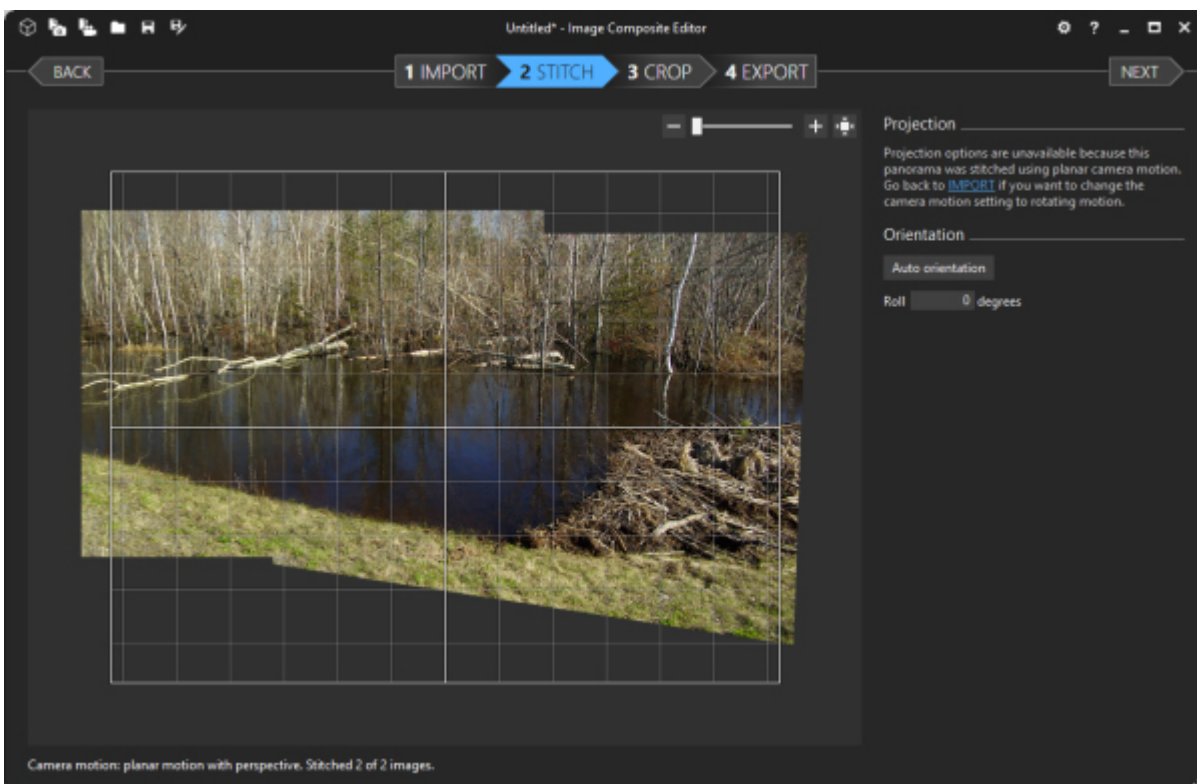 Untitled* - Image Composite Editor
?
BACK
1 IMPORT
2 STITCH
3 CROP
4 EXPORT
NEXT
Projection
Projection options are unavailable because this
panorama was stitched using planar camera motion.
Go back to IMPORT if you want to change the
camera motion setting to rotating motion.
Orientation
Auto orientation
Roll 0 degrees
Camera motion: planar motion with perspective. Stitched 2 of 2 images.